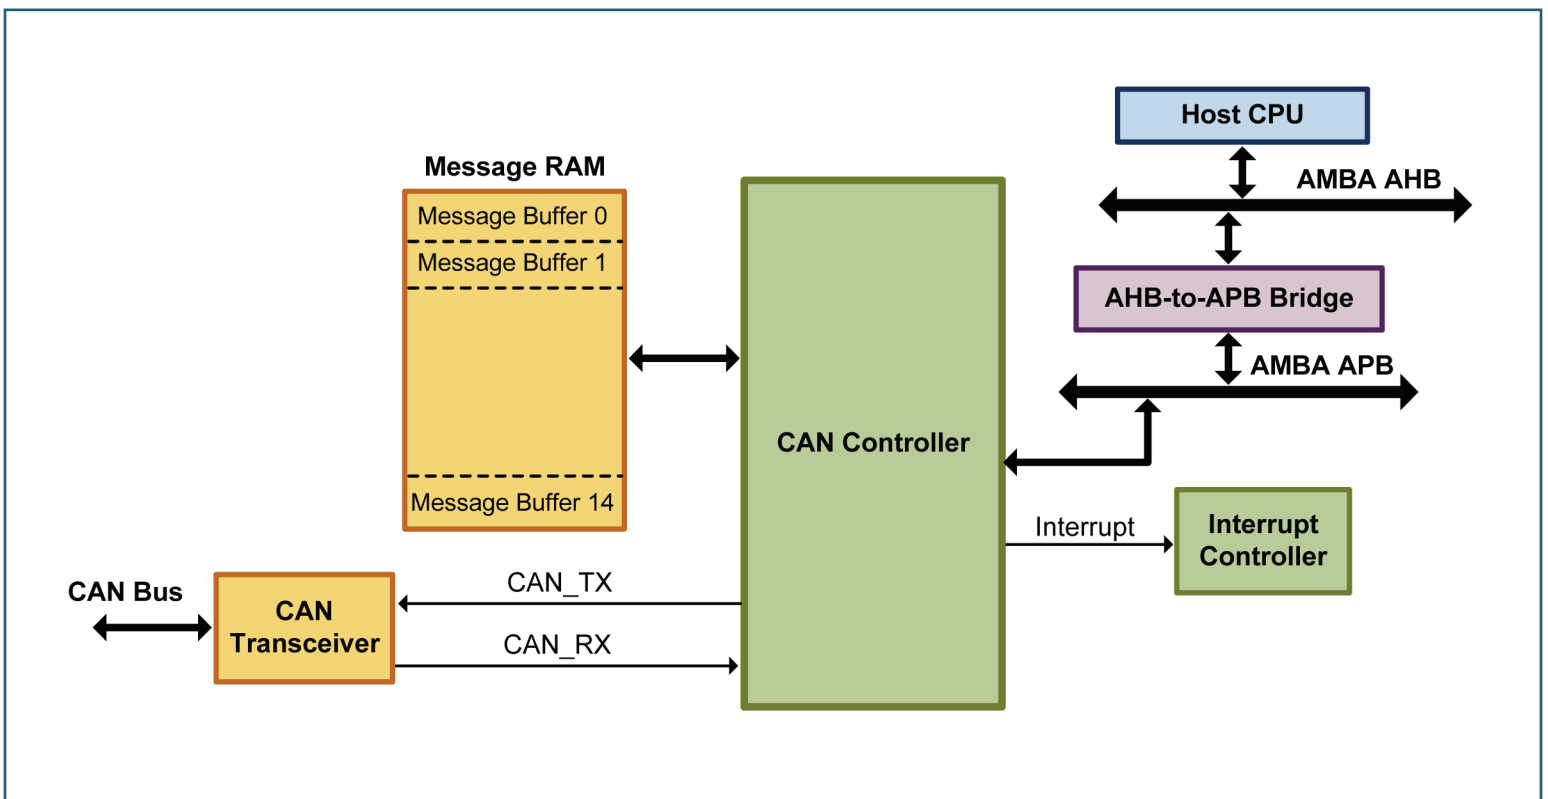 Host CPU
AMBA AHB
Message RAM
Message Buffer 0
Message Buffer 1
Message Buffer 14
AHB-to-APB Bridge
AMBA APB
CAN Controller
Interrupt
Interrupt
Controller
CAN Bus
CAN
Transceiver
CAN_TX
CAN_RX